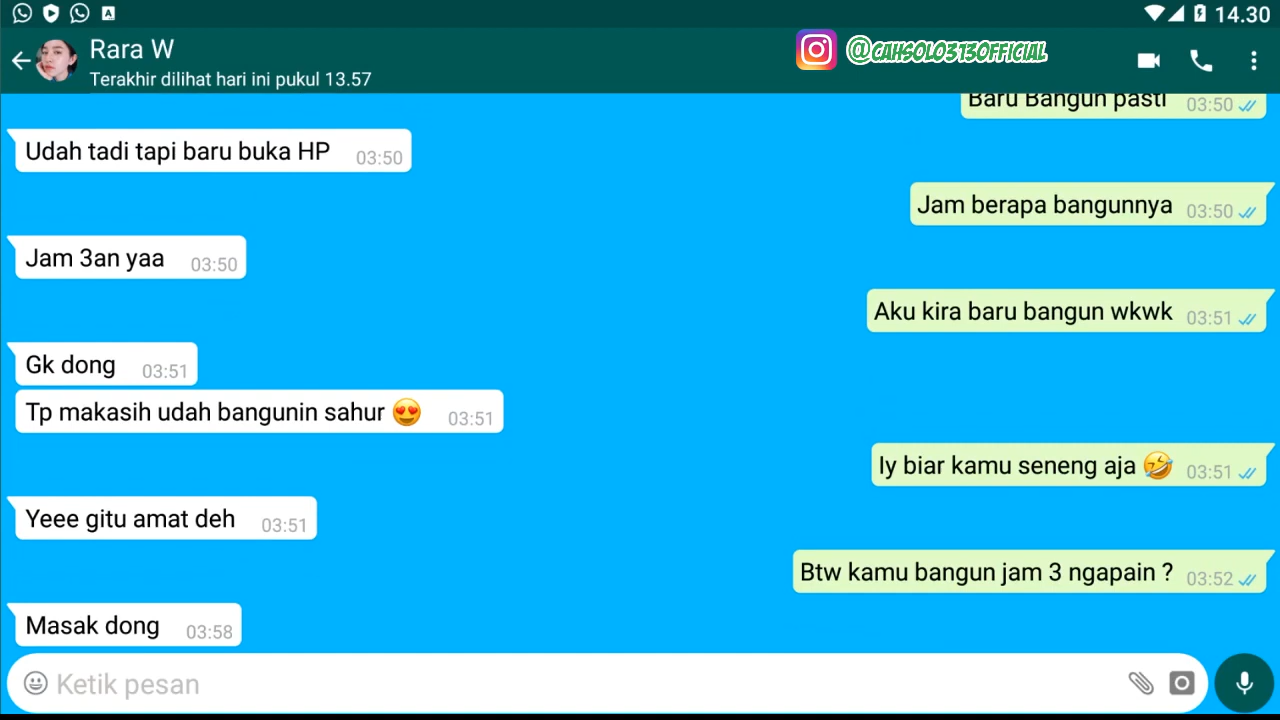 14.30
Rara W
Terakhir dilihat hari ini pukul 13.57
@CAHSOLO313OFFICIAL
Baru Bangun pasti 03:50
Udah tadi tapi baru buka HP 03:50
Jam berapa bangunnya 03:50
Jam 3an yaa 03:50
Aku kira baru bangun wkwk 03:51
Gk dong 03:51
Tp makasih udah bangunin sahur 😍 03:51
Iy biar kamu seneng aja 🤣 03:51
Yeee gitu amat deh 03:51
Btw kamu bangun jam 3 ngapain ? 03:52
Masak dong 03:58
Ketik pesan